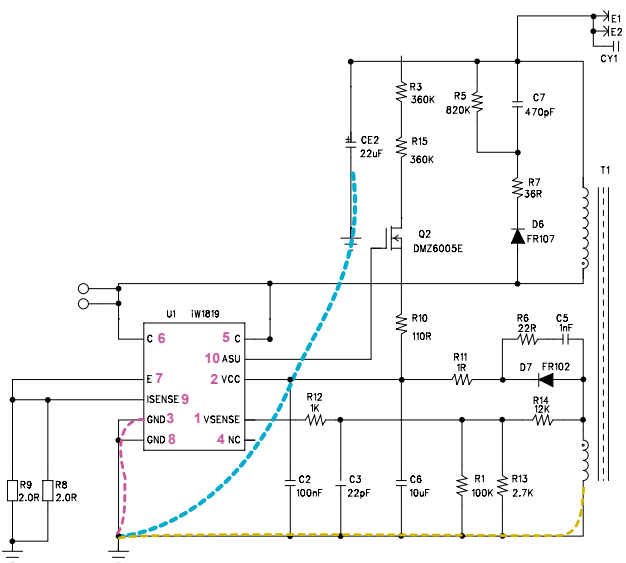 E1
E2
CY1
R3
360K
R5
820K
C7
470pF
CE2
22uF
R15
360K
T1
R7
36R
Q2
DMZ6005E
D6
FR107
U1 iW1819
R10
110R
R6
22R
C5
1nF
C 6
5 C
10 ASU
R11
1R
D7 FR102
E 7
2 VCC
ISENSE 9
R12
1K
R14
12K
GND 3
1 VSENSE
GND 8
4 NC
R9
2.0R
R8
2.0R
C2
100nF
C3
22pF
C6
10uF
R1
100K
R13
2.7K